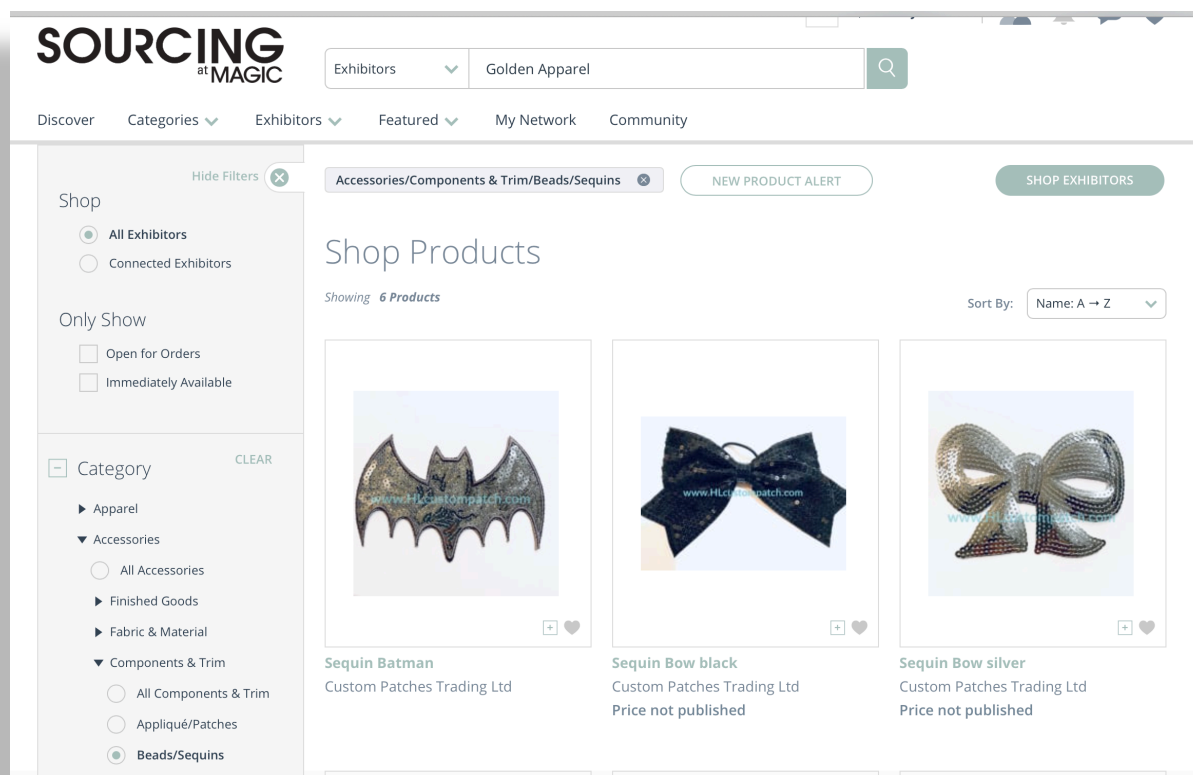 SOURCING
at MAGIC
Exhibitors
Golden Apparel
Discover
Categories
Exhibitors
Featured
My Network
Community
Hide Filters
Shop
All Exhibitors
Connected Exhibitors
Only Show
Open for Orders
Immediately Available
Category
CLEAR
Apparel
Accessories
All Accessories
Finished Goods
Fabric & Material
Components & Trim
All Components & Trim
Appliqué/Patches
Beads/Sequins
Accessories/Components & Trim/Beads/Sequins
NEW PRODUCT ALERT
SHOP EXHIBITORS
Shop Products
Showing 6 Products
Sort By:
Name: A → Z
www.HLcustompatch.com
Sequin Batman
Custom Patches Trading Ltd
www.HLcustompatch.com
Sequin Bow black
Custom Patches Trading Ltd
Price not published
www.HLcustompatch.com
Sequin Bow silver
Custom Patches Trading Ltd
Price not published